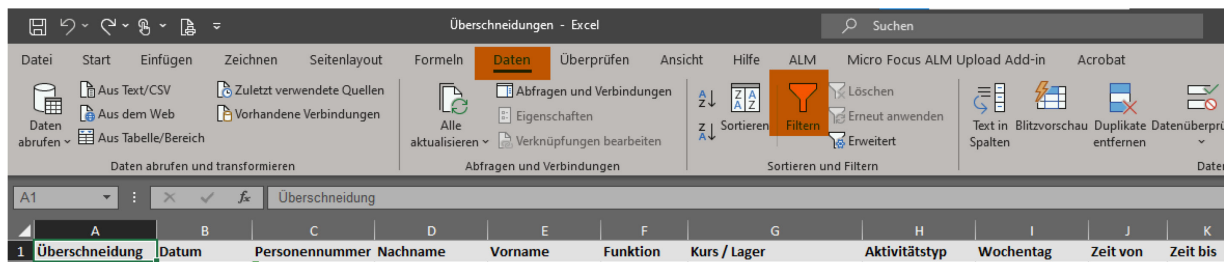 Überschneidungen - Excel
Suchen
Datei Start Einfügen Zeichnen Seitenlayout Formeln Daten Überprüfen Ansicht Hilfe ALM Micro Focus ALM Upload Add-in Acrobat
Daten abrufen
Aus Text/CSV
Aus dem Web
Aus Tabelle/Bereich
Zuletzt verwendete Quellen
Vorhandene Verbindungen
Daten abrufen und transformieren
Alle aktualisieren
Abfragen und Verbindungen
Eigenschaften
Verknüpfungen bearbeiten
Abfragen und Verbindungen
Sortieren
Filtern
Löschen
Erneut anwenden
Erweitert
Sortieren und Filtern
Text in Spalten
Blitzvorschau
Duplikate entfernen
Datenüberprü
Date
A1 fx Überschneidung
A B C D E F G H I J K
1 Überschneidung Datum Personennummer Nachname Vorname Funktion Kurs / Lager Aktivitätstyp Wochentag Zeit von Zeit bis